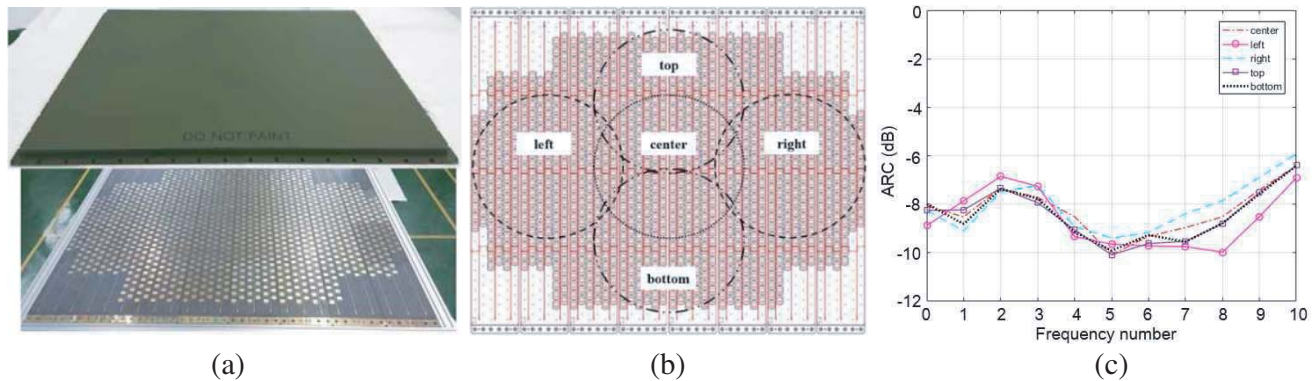 DO NOT PAINT
top
left
center
right
bottom
ARC (dB)
0
-2
-4
-6
-8
-10
-12
center
left
right
top
bottom
0 1 2 3 4 5 6 7 8 9 10
Frequency number
(a)
(b)
(c)